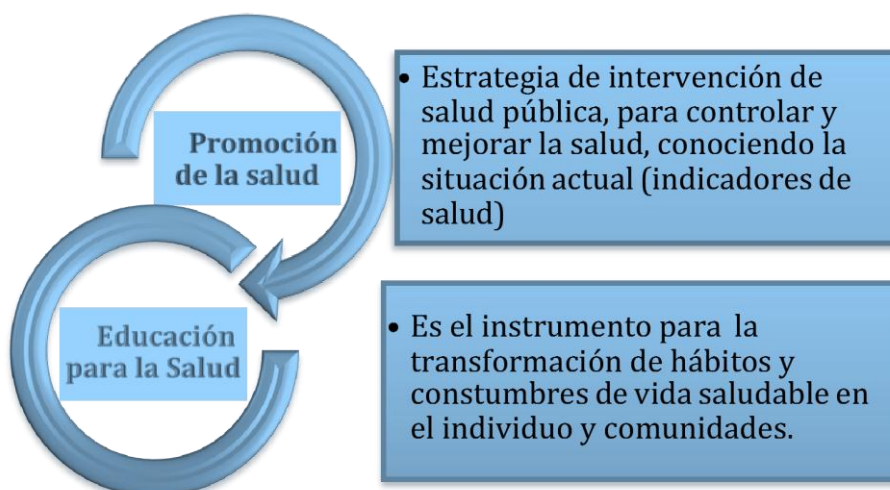 Promoción
de la salud
• Estrategia de intervención de
salud pública, para controlar y
mejorar la salud, conociendo la
situación actual (indicadores de
salud)
Educación
para la Salud
• Es el instrumento para la
transformación de hábitos y
constumbres de vida saludable en
el individuo y comunidades.